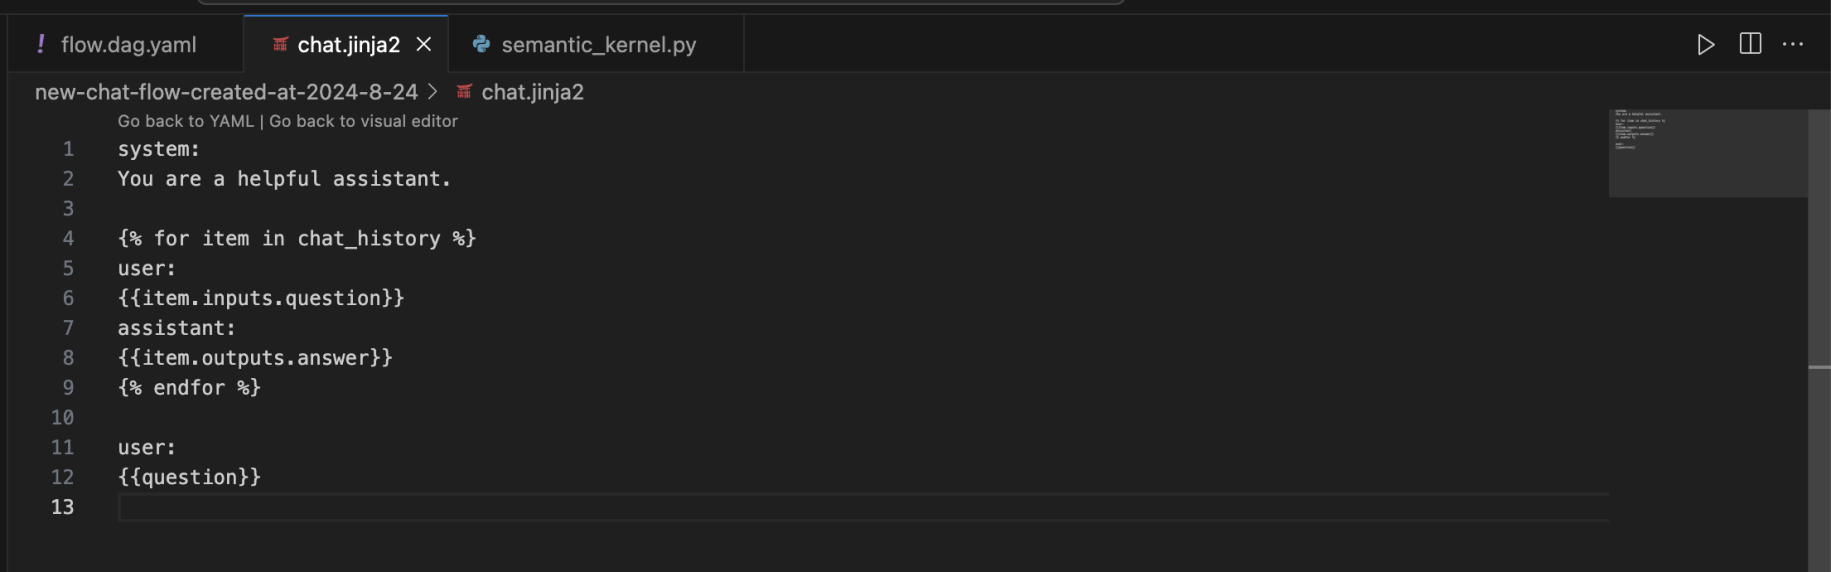 ! flow.dag.yaml chat.jinja2 semantic_kernel.py
new-chat-flow-created-at-2024-8-24 > chat.jinja2
Go back to YAML | Go back to visual editor
1 system:
2 You are a helpful assistant.
3
4 {% for item in chat_history %}
5 user:
6 {{item.inputs.question}}
7 assistant:
8 {{item.outputs.answer}}
9 {% endfor %}
10
11 user:
12 {{question}}
13